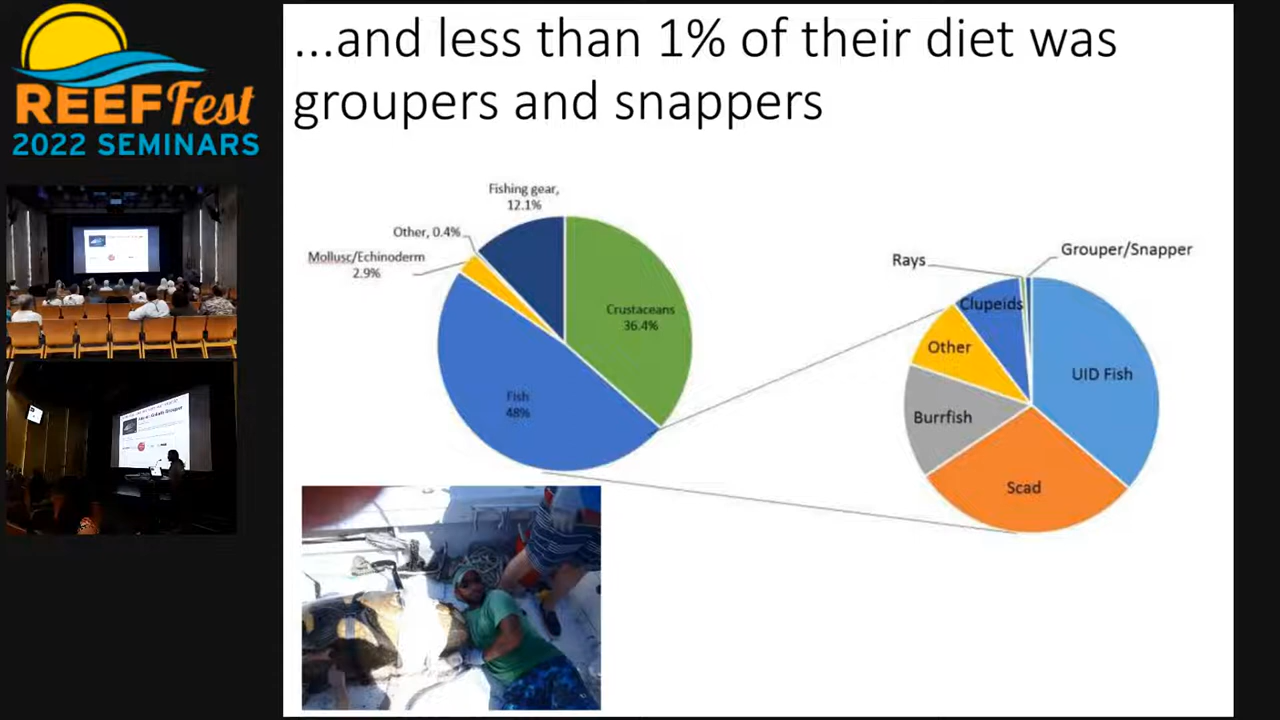 REEF Fest
2022 SEMINARS
...and less than 1% of their diet was
groupers and snappers
Fishing gear,
12.1%
Other, 0.4%
Mollusc/Echinoderm
2.9%
Crustaceans
36.4%
Fish
48%
Rays
Grouper/Snapper
Clupeids
Other
UID Fish
Burrfish
Scad